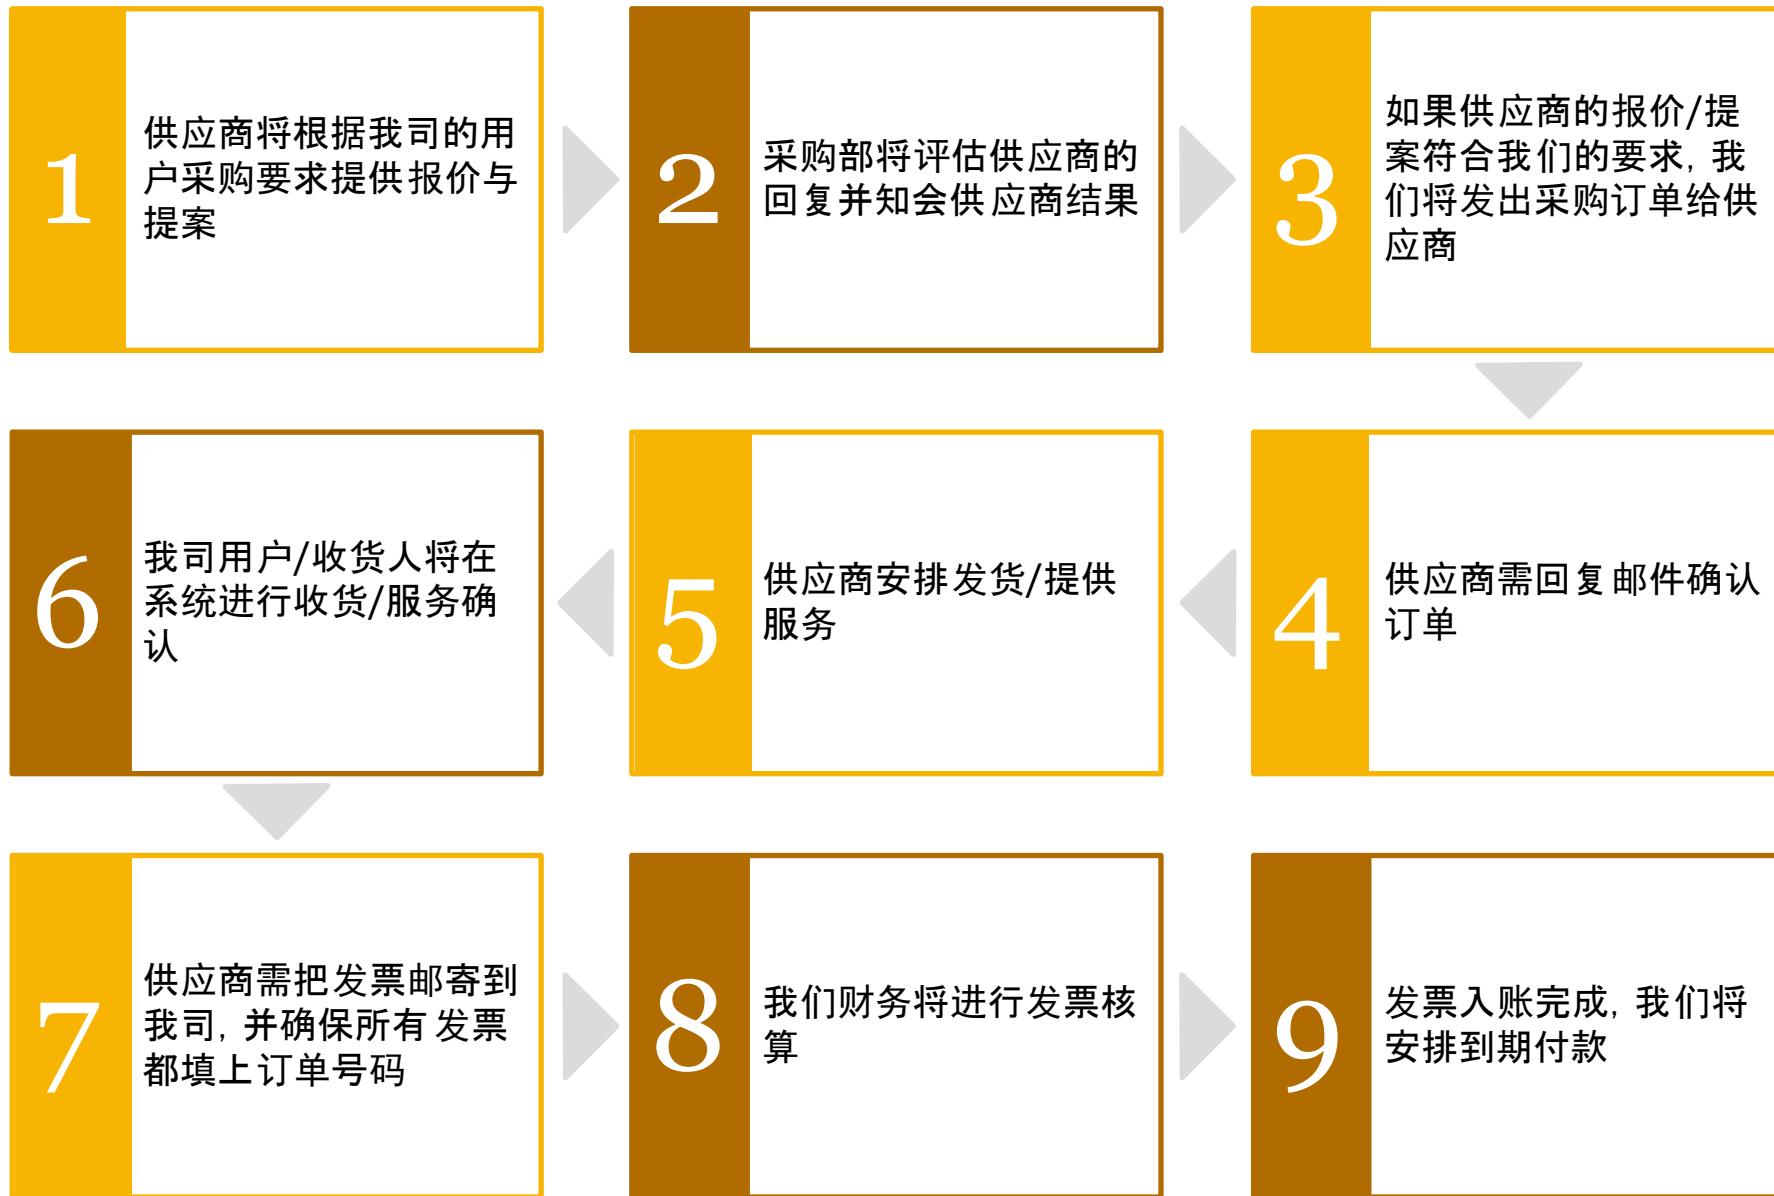 1
供应商将根据我司的用
户采购要求提供报价与
提案
2
采购部将评估供应商的
回复并知会供应商结果
3
如果供应商的报价/提
案符合我们的要求, 我
们将发出采购订单给供
应商
4
供应商需回复邮件确认
订单
5
供应商安排发货/提供
服务
6
我司用户/收货人将在
系统进行收货/服务确
认
7
供应商需把发票邮寄到
我司, 并确保所有发票
都填上订单号码
8
我们财务将进行发票核
算
9
发票入账完成, 我们将
安排到期付款